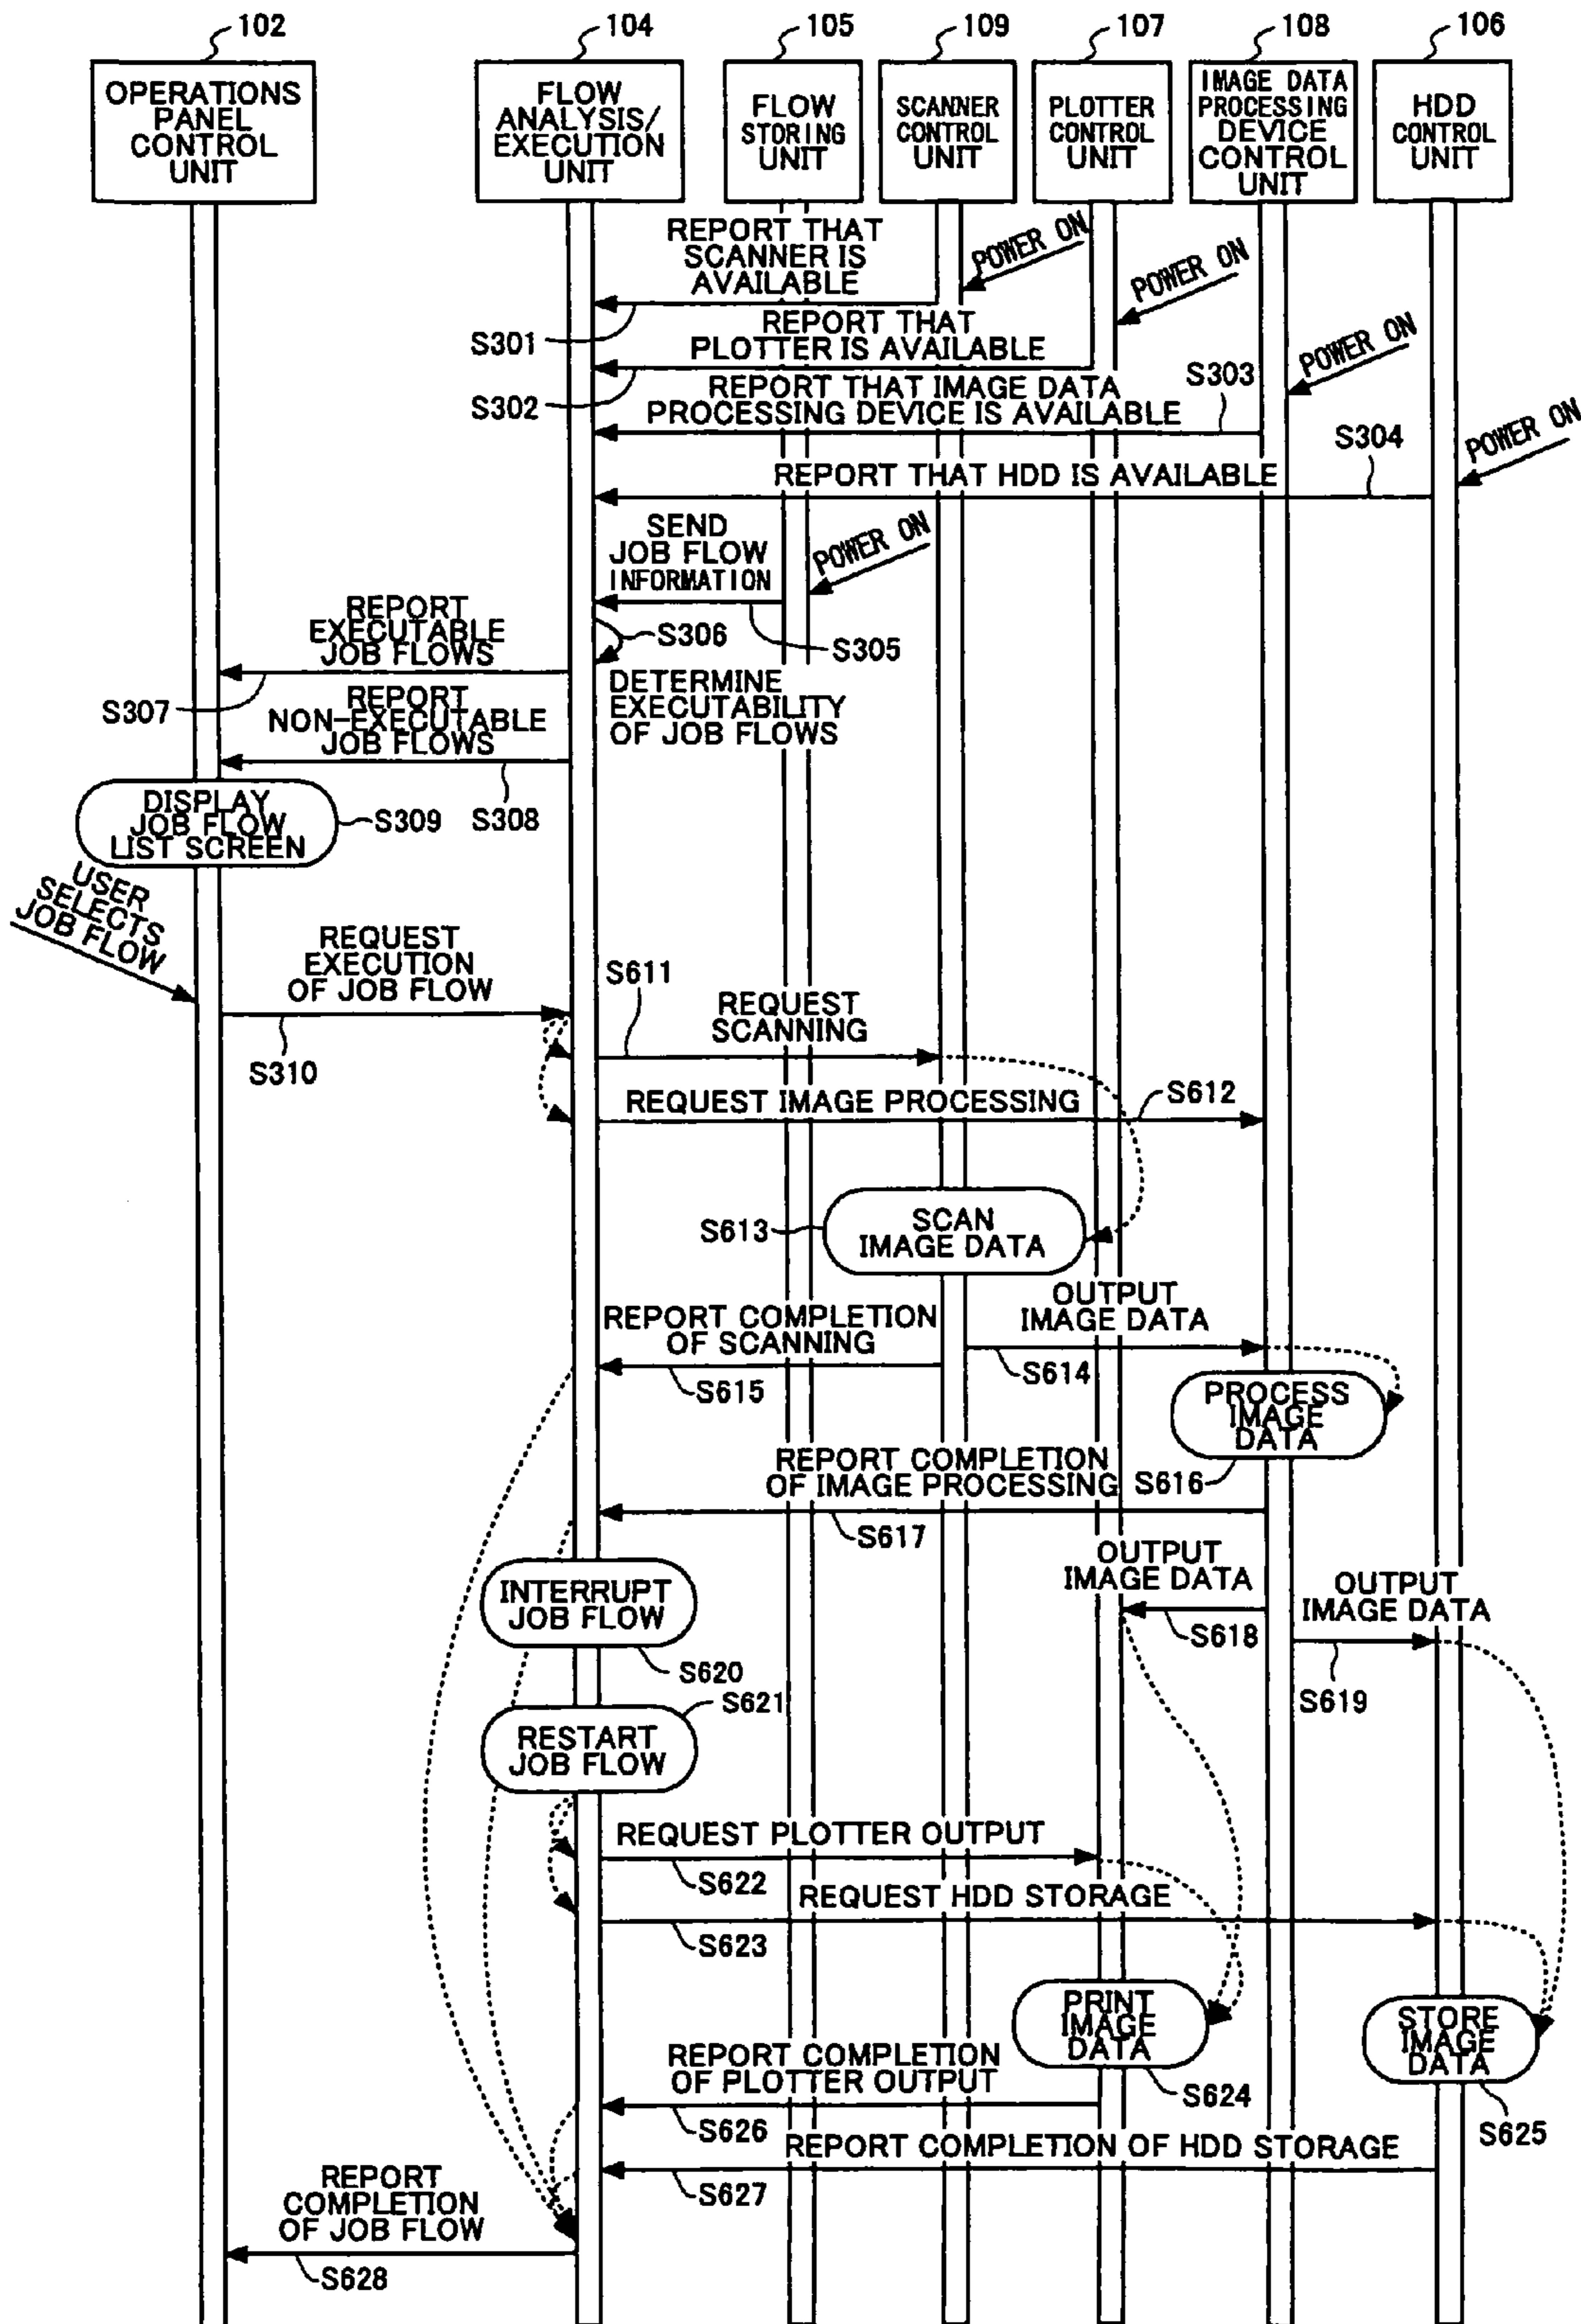 102
104
105
109
107
108
106
OPERATIONS
PANEL
CONTROL
UNIT
FLOW
ANALYSIS/
EXECUTION
UNIT
FLOW
STORING
UNIT
SCANNER
CONTROL
UNIT
PLOTTER
CONTROL
UNIT
IMAGE DATA
PROCESSING
DEVICE
CONTROL
UNIT
HDD
CONTROL
UNIT
REPORT THAT
SCANNER IS
AVAILABLE
POWER ON
S301
REPORT THAT
PLOTTER IS AVAILABLE
POWER ON
S302
REPORT THAT IMAGE DATA
PROCESSING DEVICE IS AVAILABLE
S303
POWER ON
REPORT THAT HDD IS AVAILABLE
S304
POWER ON
SEND
JOB FLOW
INFORMATION
POWER ON
S305
S306
DETERMINE
EXECUTABILITY
OF JOB FLOWS
REPORT
EXECUTABLE
JOB FLOWS
S307
REPORT
NON-EXECUTABLE
JOB FLOWS
S308
DISPLAY
JOB FLOW
LIST SCREEN
S309
USER
SELECTS
JOB FLOW
REQUEST
EXECUTION
OF JOB FLOW
S310
S611
REQUEST
SCANNING
REQUEST IMAGE PROCESSING
S612
S613
SCAN
IMAGE DATA
OUTPUT
IMAGE DATA
S614
REPORT COMPLETION
OF SCANNING
S615
PROCESS
IMAGE
DATA
S616
REPORT COMPLETION
OF IMAGE PROCESSING
S617
OUTPUT
IMAGE DATA
S618
OUTPUT
IMAGE DATA
S619
INTERRUPT
JOB FLOW
S620
S621
RESTART
JOB FLOW
REQUEST PLOTTER OUTPUT
S622
REQUEST HDD STORAGE
S623
PRINT
IMAGE
DATA
S624
STORE
IMAGE
DATA
S625
REPORT COMPLETION
OF PLOTTER OUTPUT
S626
REPORT COMPLETION OF HDD STORAGE
S627
REPORT
COMPLETION
OF JOB FLOW
S628